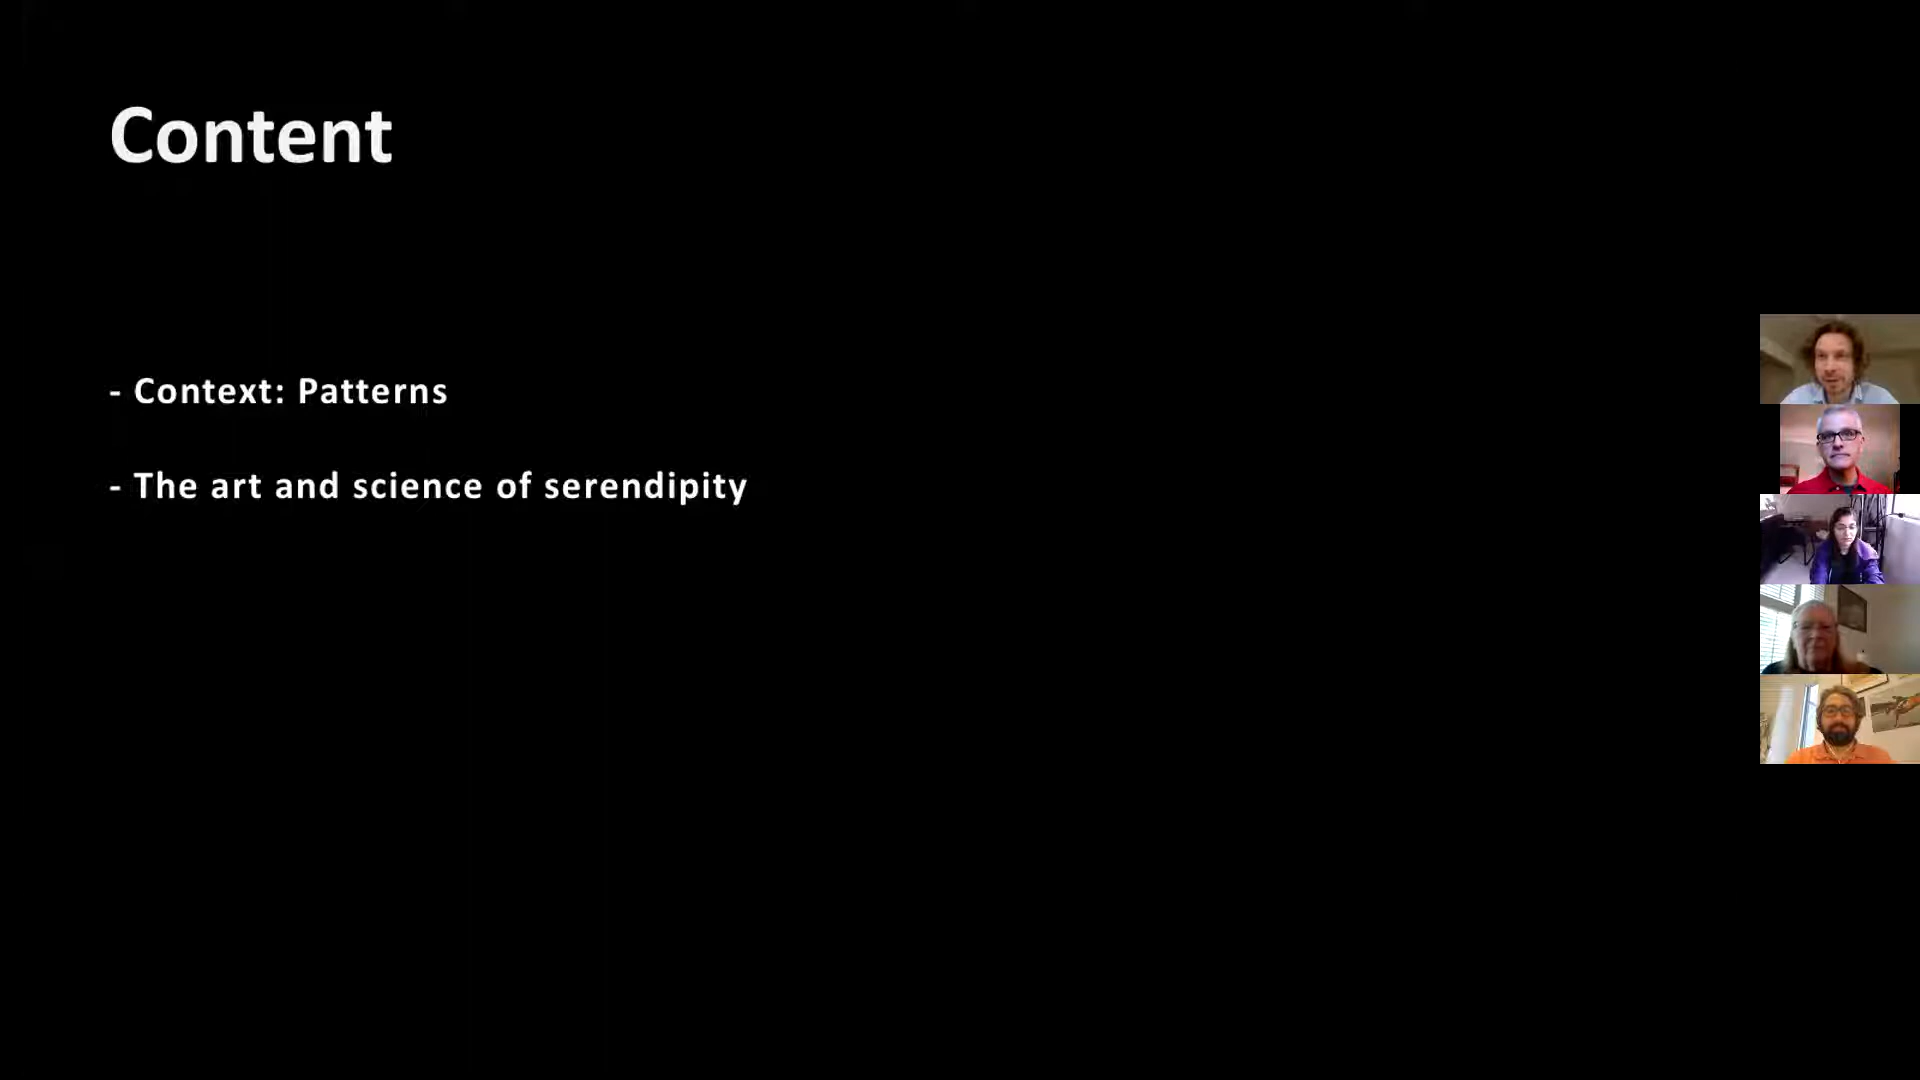 Content
- Context: Patterns
- The art and science of serendipity